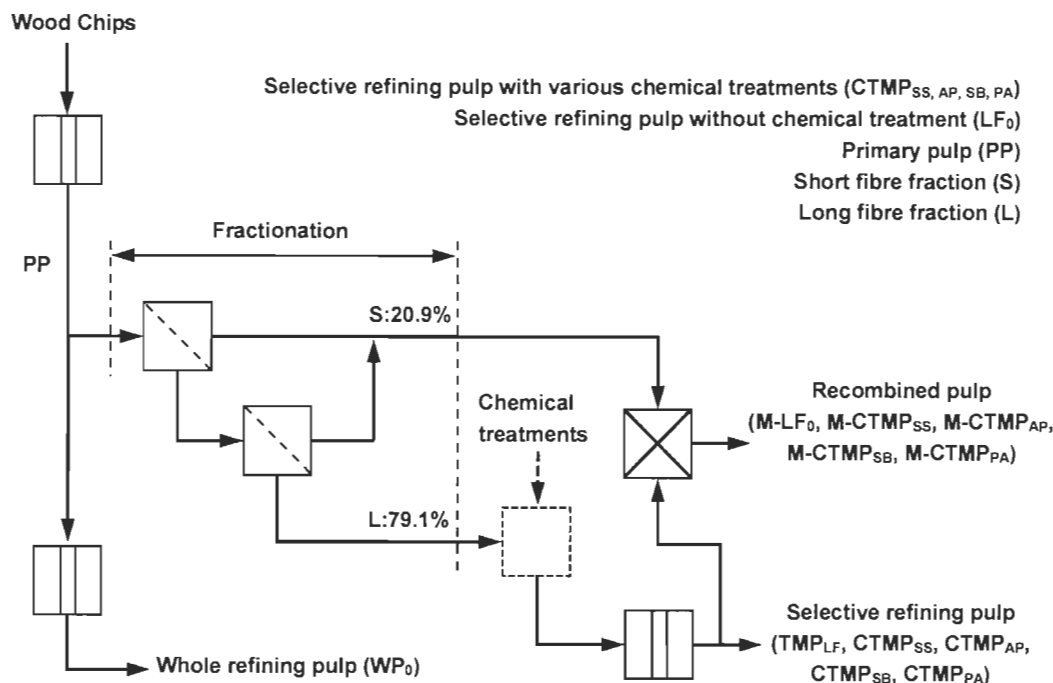 Wood Chips
Selective refining pulp with various chemical treatments (CTMPSS, AP, SB, PA)
Selective refining pulp without chemical treatment (LF0)
Primary pulp (PP)
Short fibre fraction (S)
Long fibre fraction (L)
Fractionation
PP
S:20.9%
Chemical
treatments
Recombined pulp
(M-LF0, M-CTMPSS, M-CTMPAP,
M-CTMPSB, M-CTMPPA)
L:79.1%
Selective refining pulp
(TMPLF, CTMPSS, CTMPAP,
CTMPSB, CTMPPA)
Whole refining pulp (WP0)